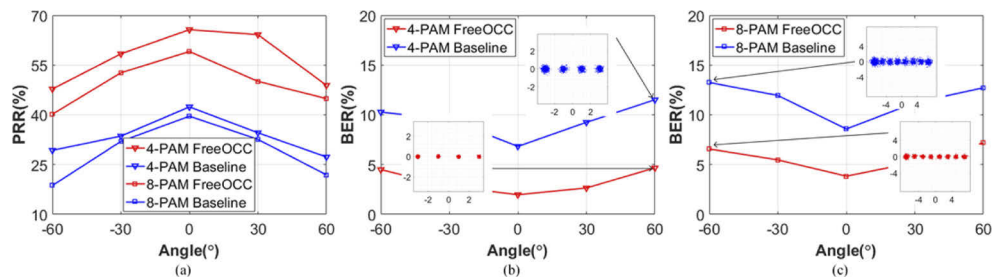 70
55
40
25
10
PRR(%)
4-PAM FreeOCC
4-PAM Baseline
8-PAM FreeOCC
8-PAM Baseline
-60 -30 0 30 60
Angle(°)
(a)
20
15
10
5
0
BER(%)
4-PAM FreeOCC
4-PAM Baseline
2
0
-2
-2 0 2
2
0
-2
-2 0 2
-60 -30 0 30 60
Angle(°)
(b)
20
15
10
5
0
BER(%)
8-PAM FreeOCC
8-PAM Baseline
4
0
-4
-4 0 4
4
0
-4
-4 0 4
-60 -30 0 30 60
Angle(°)
(c)